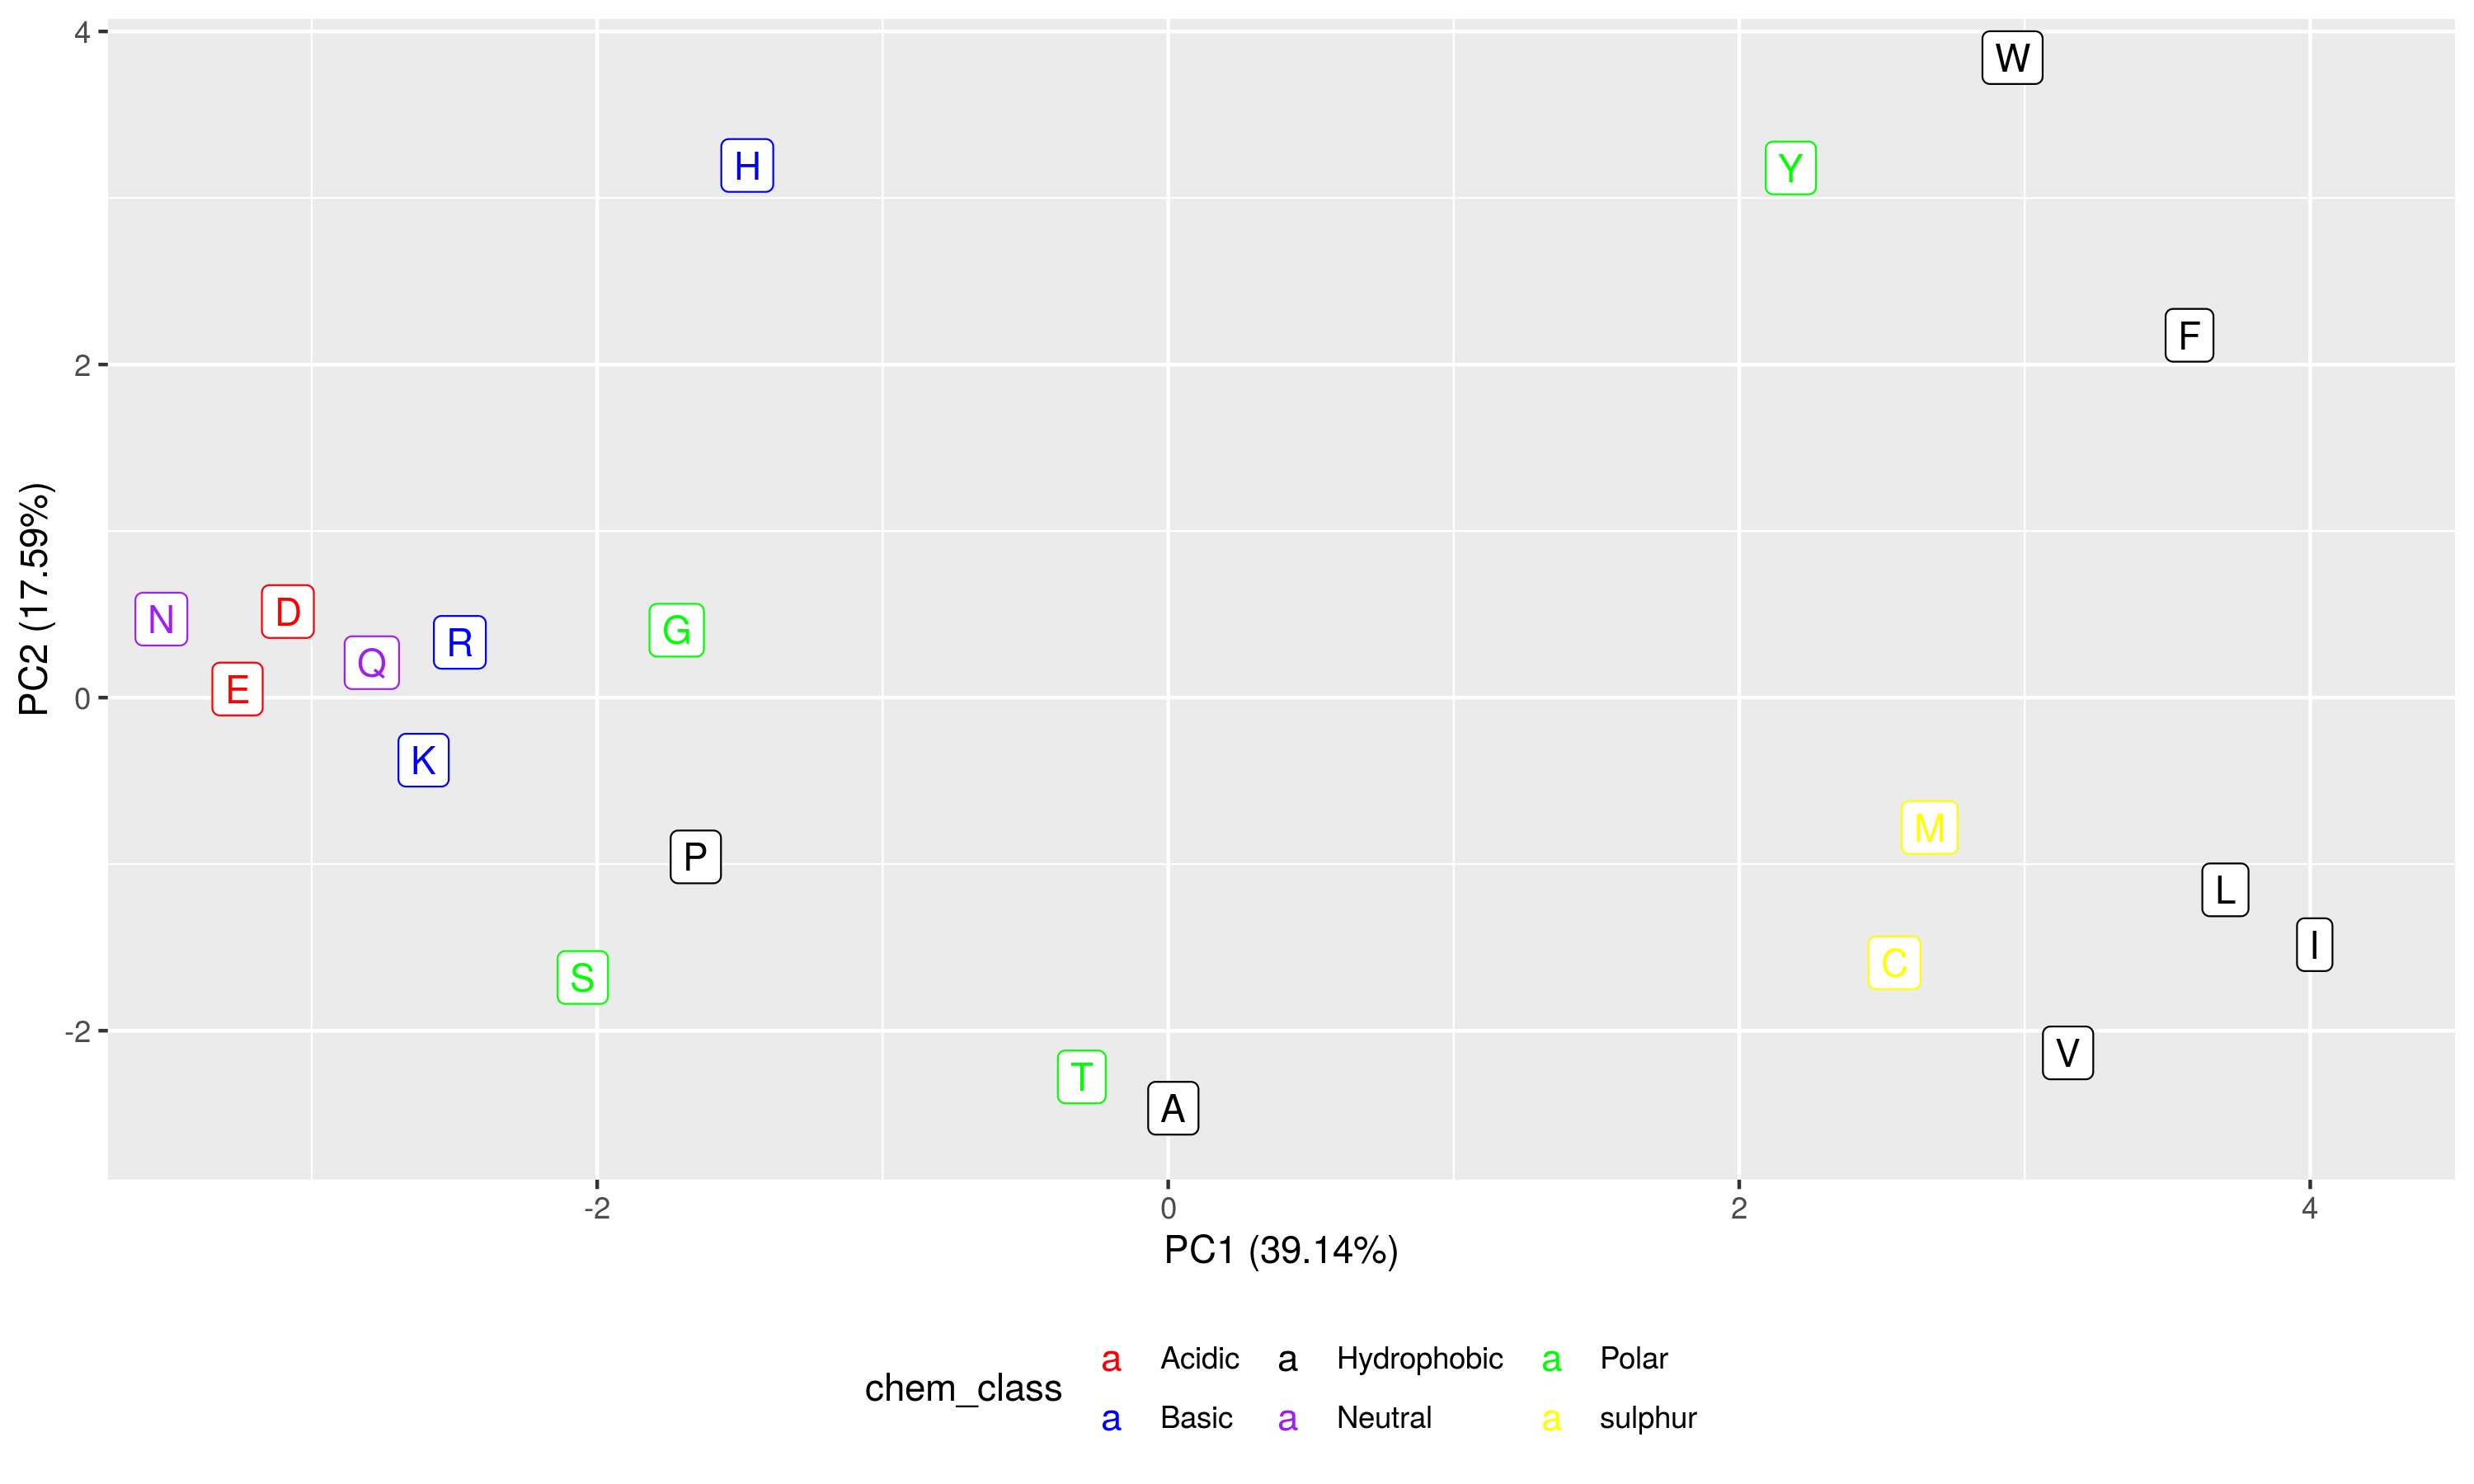 4
W
H
Y
F
2
PC2 (17.59%)
N
D
R
G
Q
E
0
K
M
P
L
I
C
S
-2
V
T
A
-2 0 2 4
PC1 (39.14%)
chem_class
a Acidic a Hydrophobic a Polar
a Basic a Neutral a sulphur